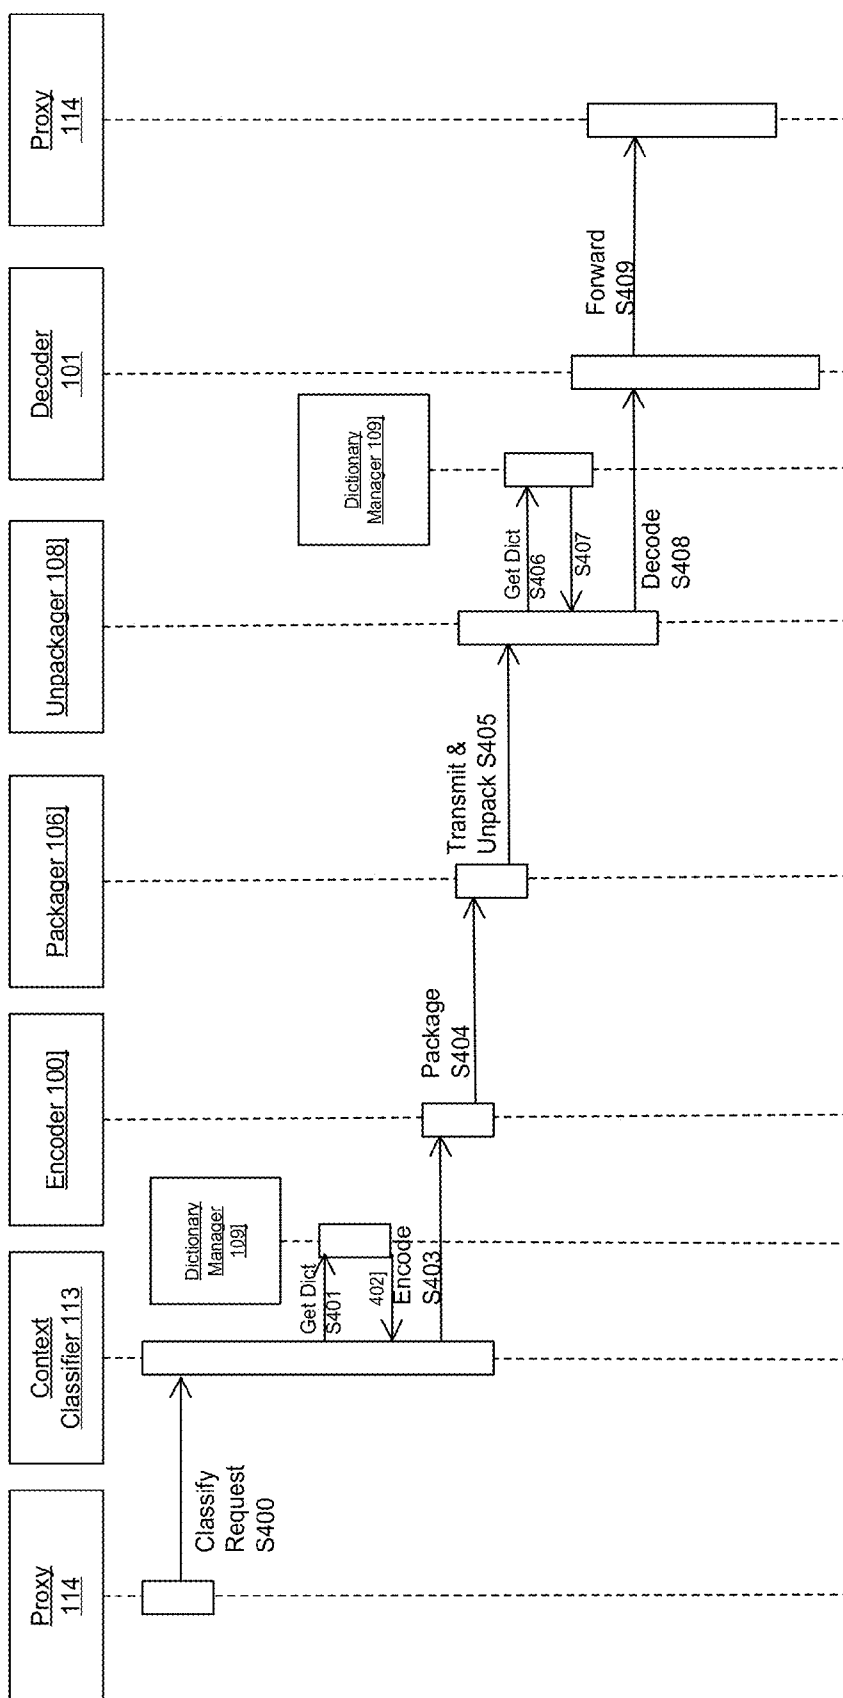 Proxy
114
Context
Classifier 113
Encoder 100]
Packager 106]
Unpackager 108]
Decoder
101
Proxy
114
Dictionary
Manager
109]
Dictionary
Manager 109]
Classify
Request
S400
Get Dict
S401
402]
Encode
S403
Package
S404
Transmit &
Unpack S405
Get Dict
S406
S407
Decode
S408
Forward
S409